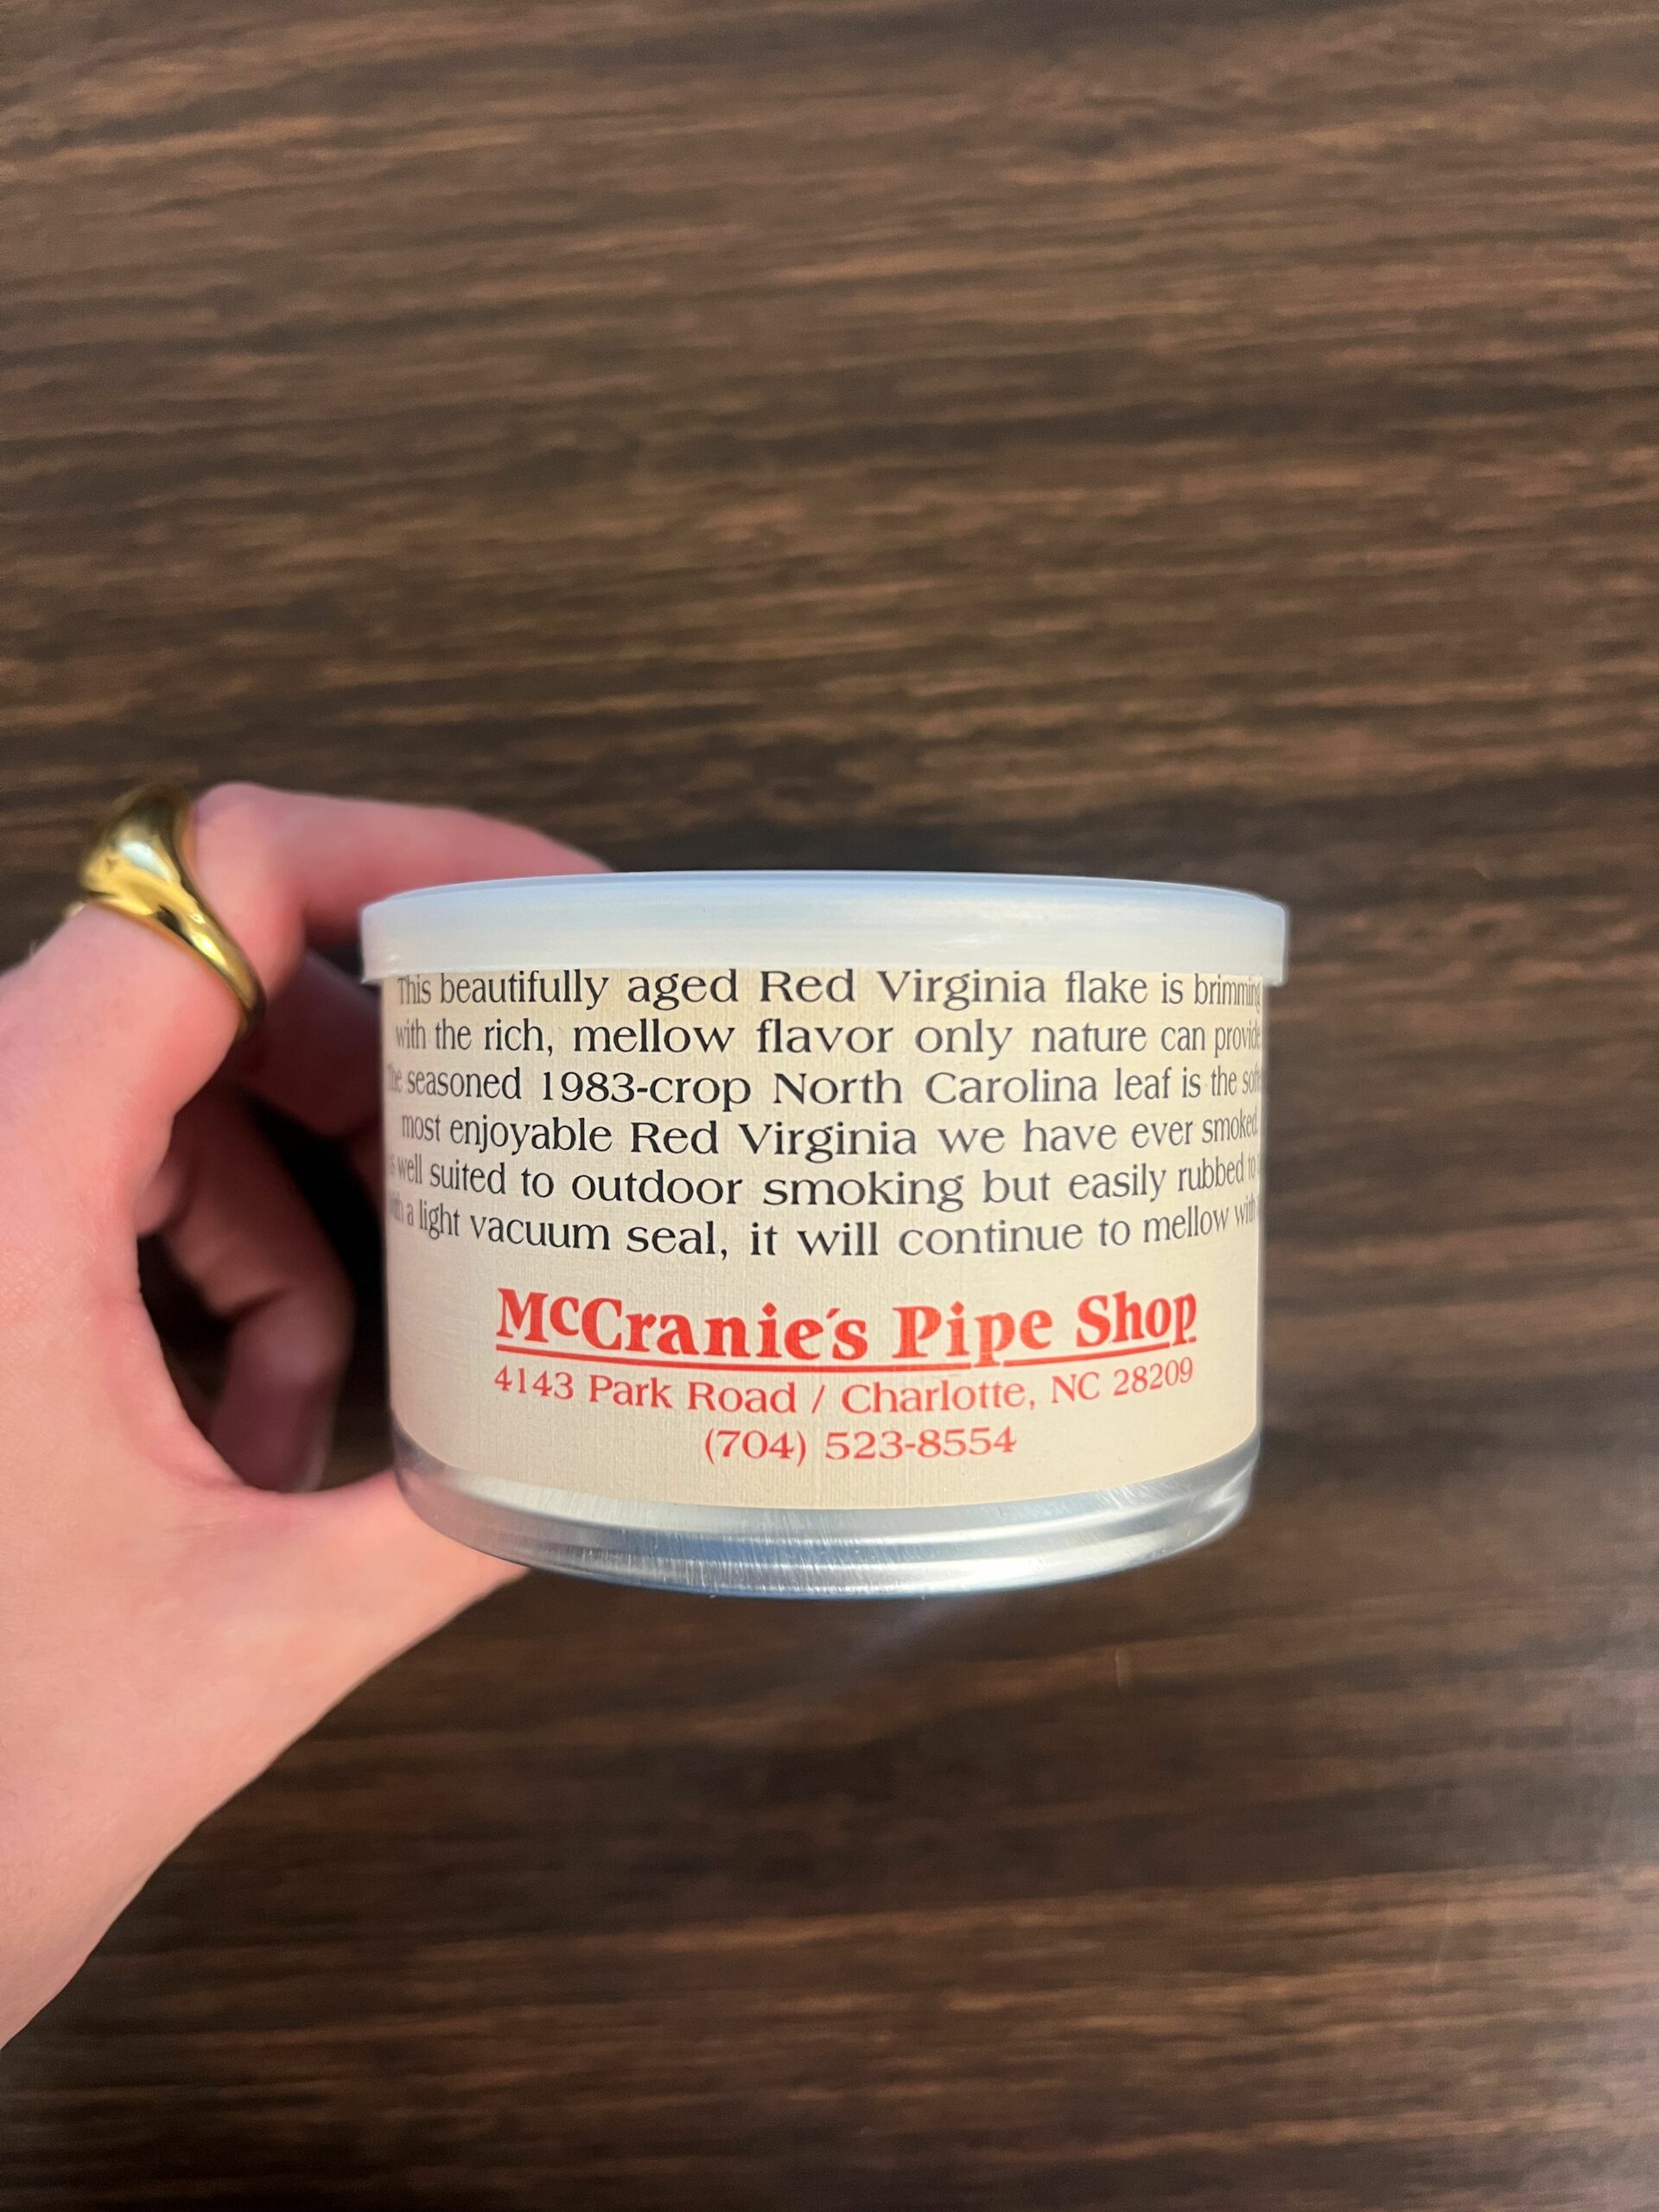 This beautifully aged Red Virginia flake is brimming
with the rich, mellow flavor only nature can provide
seasoned 1983-crop North Carolina leaf is the
most enjoyable Red Virginia we have ever smoked.
well suited to outdoor smoking but easily rubbed to
a light vacuum seal, it will continue to mellow with
McCranie's Pipe Shop
4143 Park Road / Charlotte, NC 28209
(704) 523-8554